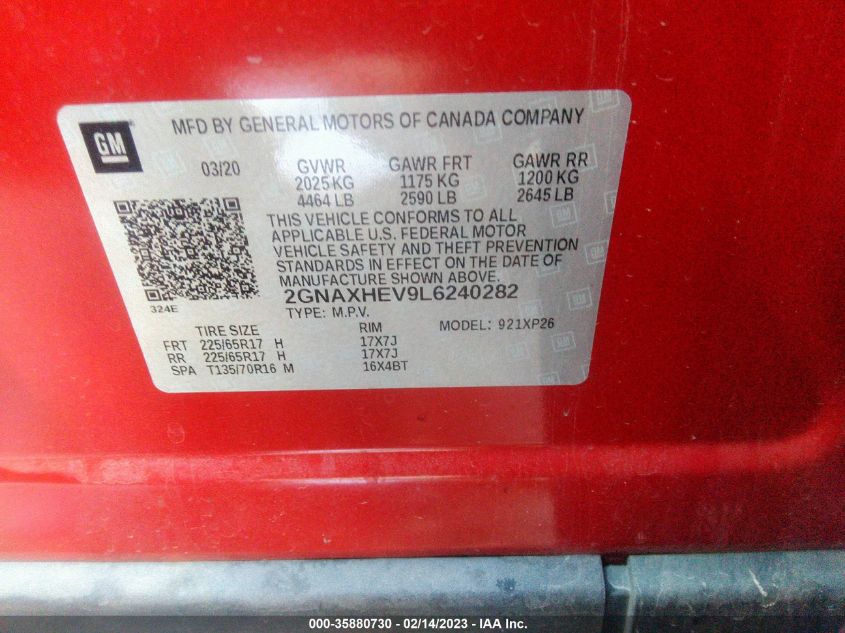 GM
MFD BY GENERAL MOTORS OF CANADA COMPANY
03/20 GVWR GAWR FRT GAWR RR
2025 KG 1175 KG 1200 KG
4464 LB 2590 LB 2645 LB
THIS VEHICLE CONFORMS TO ALL
APPLICABLE U.S. FEDERAL MOTOR
VEHICLE SAFETY AND THEFT PREVENTION
STANDARDS IN EFFECT ON THE DATE OF
MANUFACTURE SHOWN ABOVE.
324E
2GNAXHEV9L6240282
TYPE: M.P.V. MODEL: 921XP26
TIRE SIZE RIM
FRT 225/65R17 H 17X7J
RR 225/65R17 H 17X7J
SPA T135/70R16 M 16X4BT
000-35880730 - 02/14/2023 - IAA Inc.